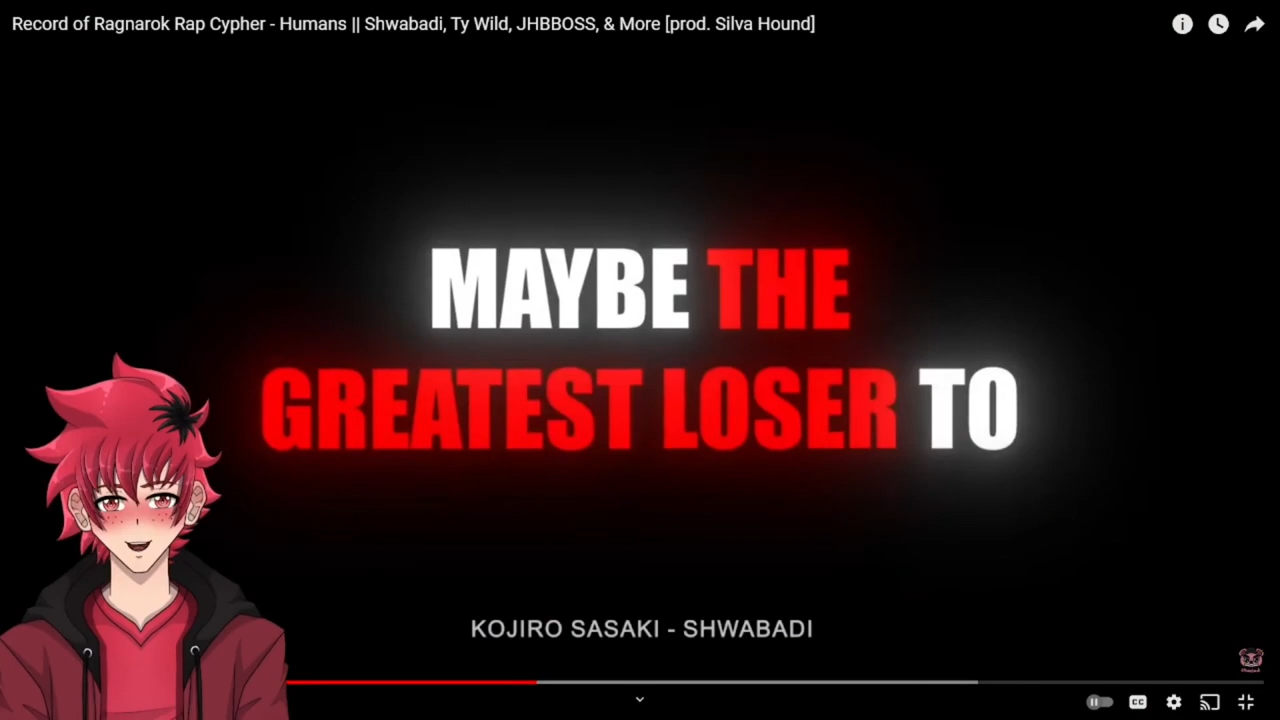 Record of Ragnarok Rap Cypher - Humans || Shwabadi, Ty Wild, JHBBOSS, & More [prod. Silva Hound]
MAYBE THE
GREATEST LOSER TO
KOJIRO SASAKI - SHWABADI
CC